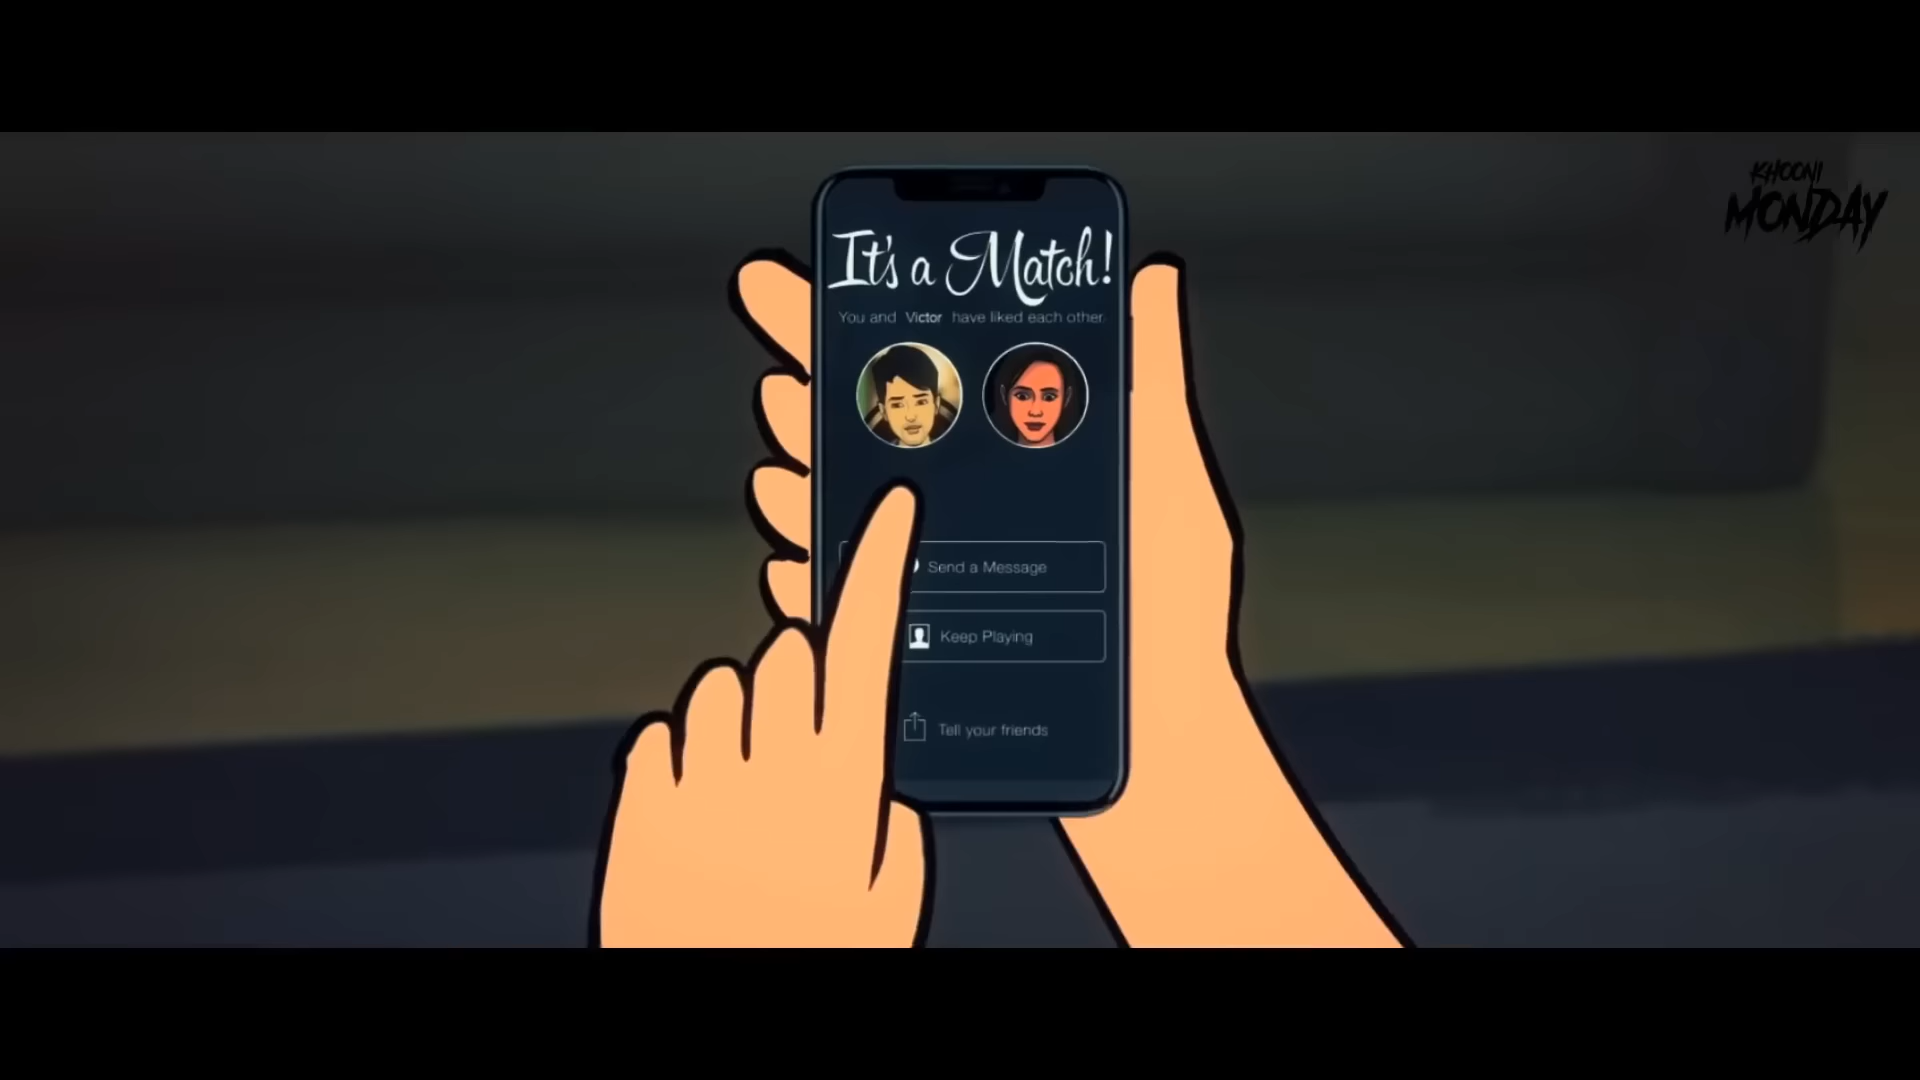 KHOONI
MONDAY
It's a Match!
You and Victor have liked each other.
Send a Message
Keep Playing
Tell your friends